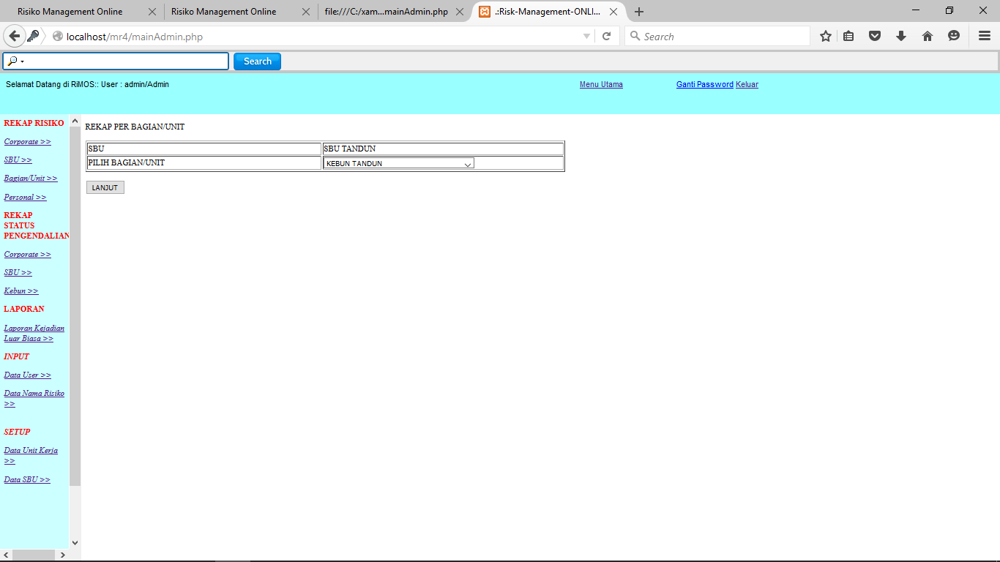 Risiko Management Online
Risiko Management Online
file:///C:/xam...mainAdmin.php
.:Risk-Management-ONLI...
localhost/mr4/mainAdmin.php
Search
Search
Selamat Datang di RiMOS:: User : admin/Admin
Menu Utama
Ganti Password Keluar
REKAP RISIKO
Corporate >>
SBU >>
Bagian/Unit >>
Personal >>
REKAP
STATUS
PENGENDALIAN
Corporate >>
SBU >>
Kebun >>
LAPORAN
Laporan Kejadian
Luar Biasa >>
INPUT
Data User >>
Data Nama Risiko
>>
SETUP
Data Unit Kerja
>>
Data SBU >>
REKAP PER BAGIAN/UNIT
SBU SBU TANDUN
PILIH BAGIAN/UNIT KEBUN TANDUN
LANJUT